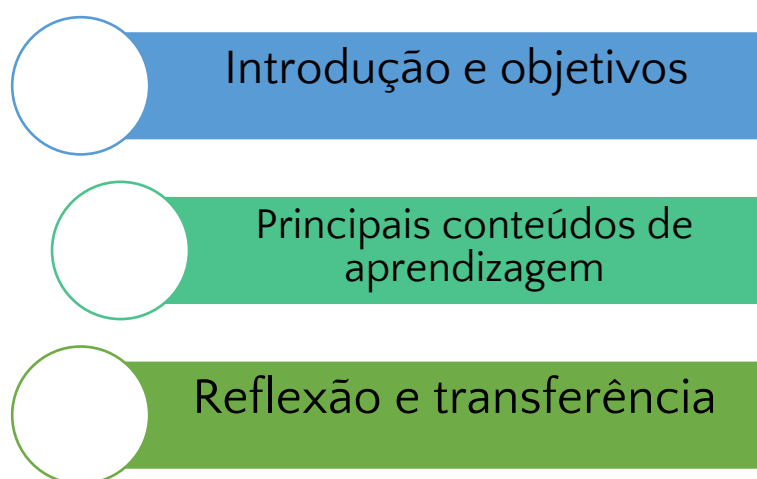 Introdução e objetivos
Principais conteúdos de
aprendizagem
Reflexão e transferência